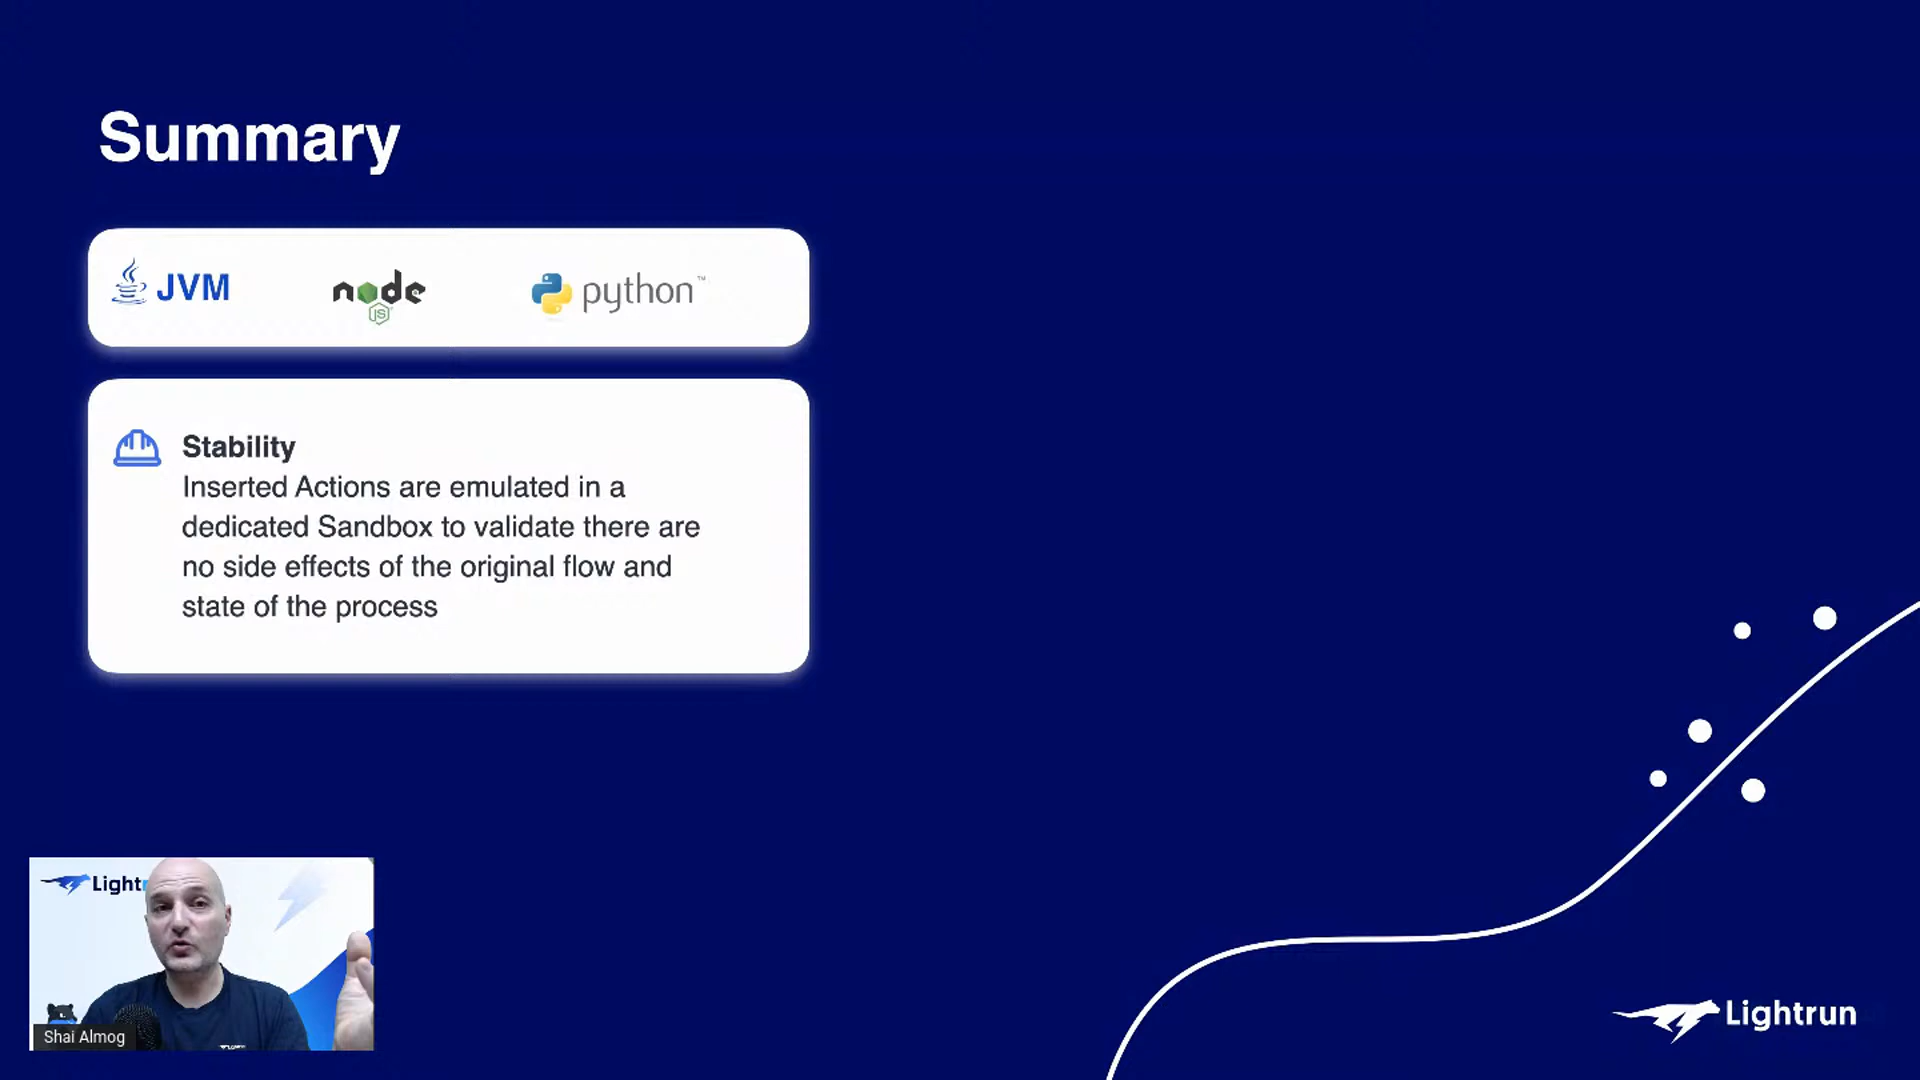 Summary
JVM
node
JS
python™
Stability
Inserted Actions are emulated in a
dedicated Sandbox to validate there are
no side effects of the original flow and
state of the process
Light
Shai Almog
Lightrun